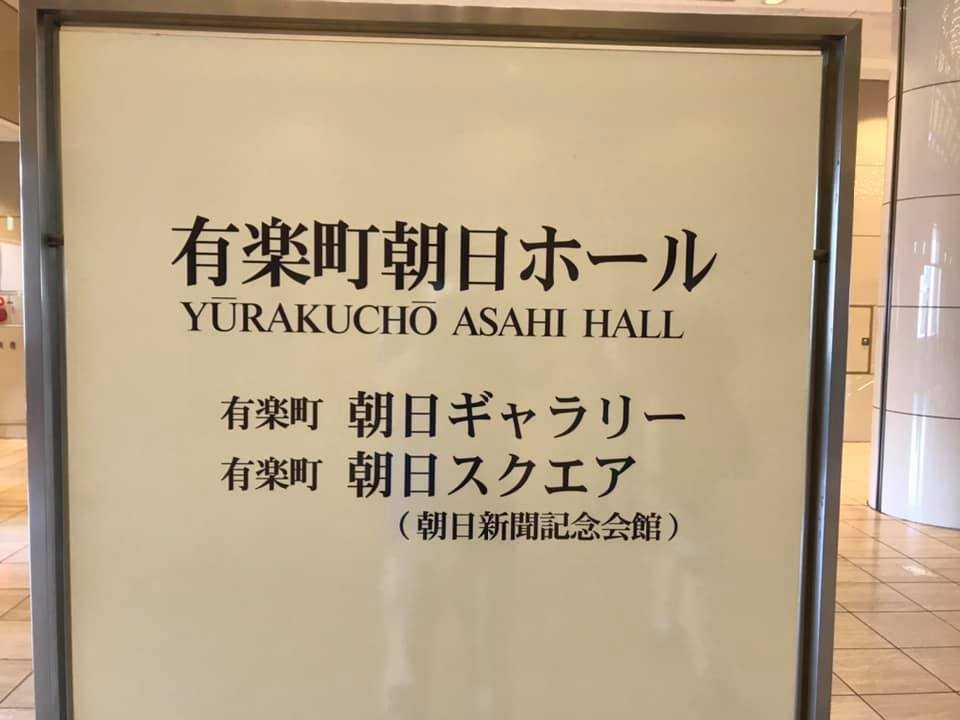 有楽町朝日ホール
YŪRAKUCHŌ ASAHI HALL
有楽町 朝日ギャラリー
有楽町 朝日スクエア
（朝日新聞記念会館）